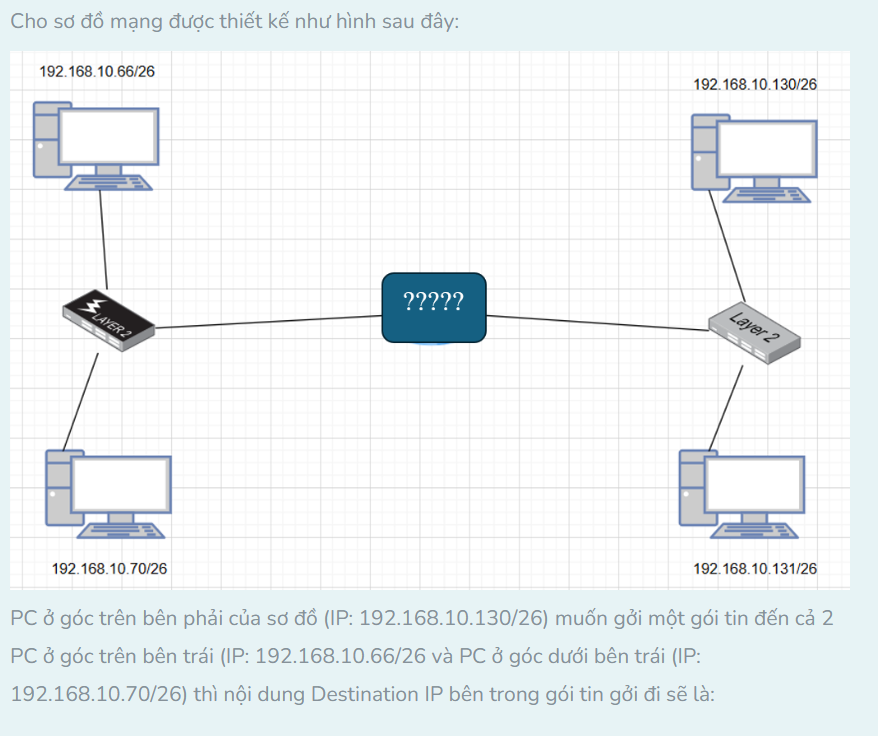 Cho sơ đồ mạng được thiết kế như hình sau đây:
192.168.10.66/26
192.168.10.130/26
?????
LAYER 2
Layer 2
192.168.10.70/26
192.168.10.131/26
PC ở góc trên bên phải của sơ đồ (IP: 192.168.10.130/26) muốn gởi một gói tin đến cả 2
PC ở góc trên bên trái (IP: 192.168.10.66/26 và PC ở góc dưới bên trái (IP:
192.168.10.70/26) thì nội dung Destination IP bên trong gói tin gởi đi sẽ là: